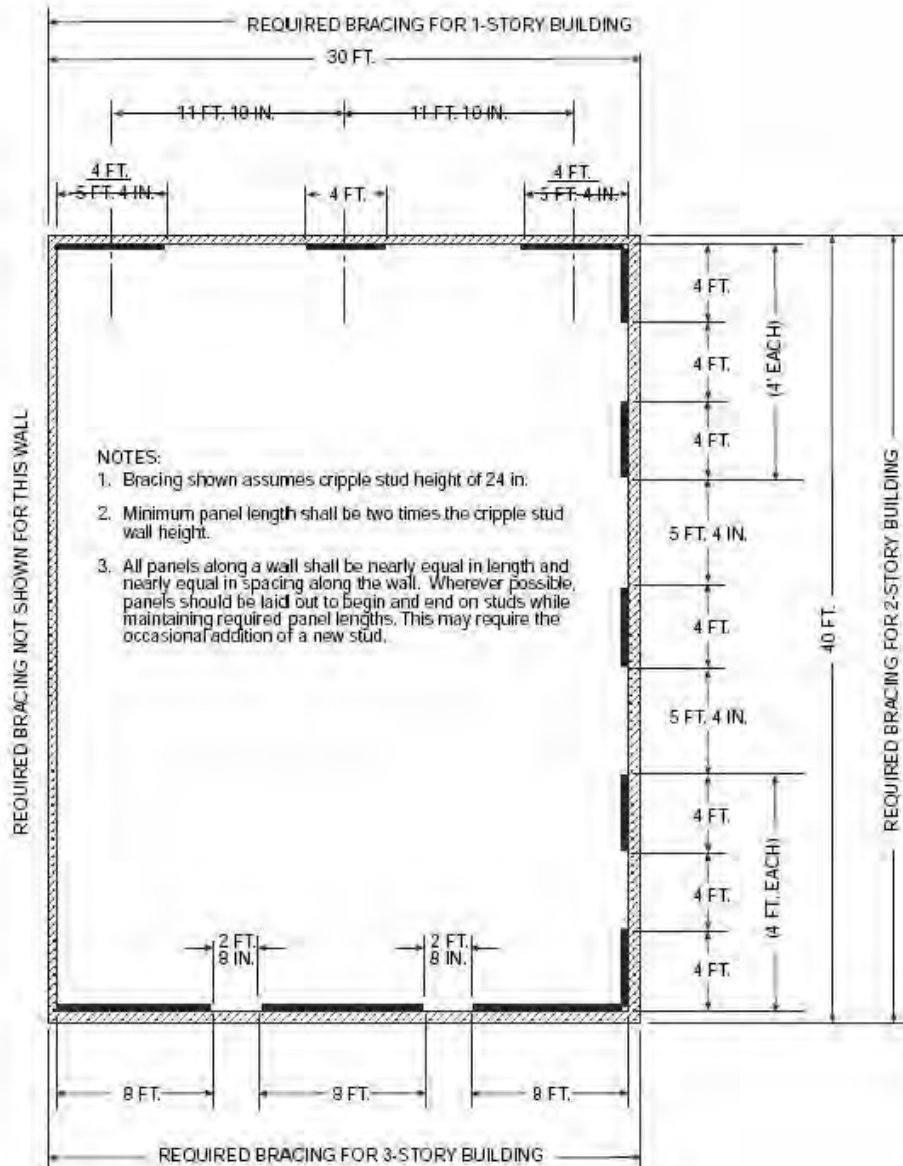 REQUIRED BRACING FOR 1-STORY BUILDING
30 FT.
11 FT. 10 IN.
11 FT. 10 IN.
4 FT.
5 FT. 4 IN.
4 FT.
4 FT.
5 FT. 4 IN.
REQUIRED BRACING NOT SHOWN FOR THIS WALL
NOTES:
1. Bracing shown assumes cripple stud height of 24 in.
2. Minimum panel length shall be two times the cripple stud
wall height.
3. All panels along a wall shall be nearly equal in length and
nearly equal in spacing along the wall. Wherever possible,
panels should be laid out to begin and end on studs while
maintaining required panel lengths. This may require the
occasional addition of a new stud.
4 FT.
4 FT.
4 FT.
(4' EACH)
5 FT. 4 IN.
4 FT.
5 FT. 4 IN.
4 FT.
4 FT.
4 FT.
(4 FT. EACH)
40 FT.
REQUIRED BRACING FOR 2-STORY BUILDING
2 FT.
8 IN.
2 FT.
8 IN.
8 FT.
8 FT.
8 FT.
REQUIRED BRACING FOR 3-STORY BUILDING